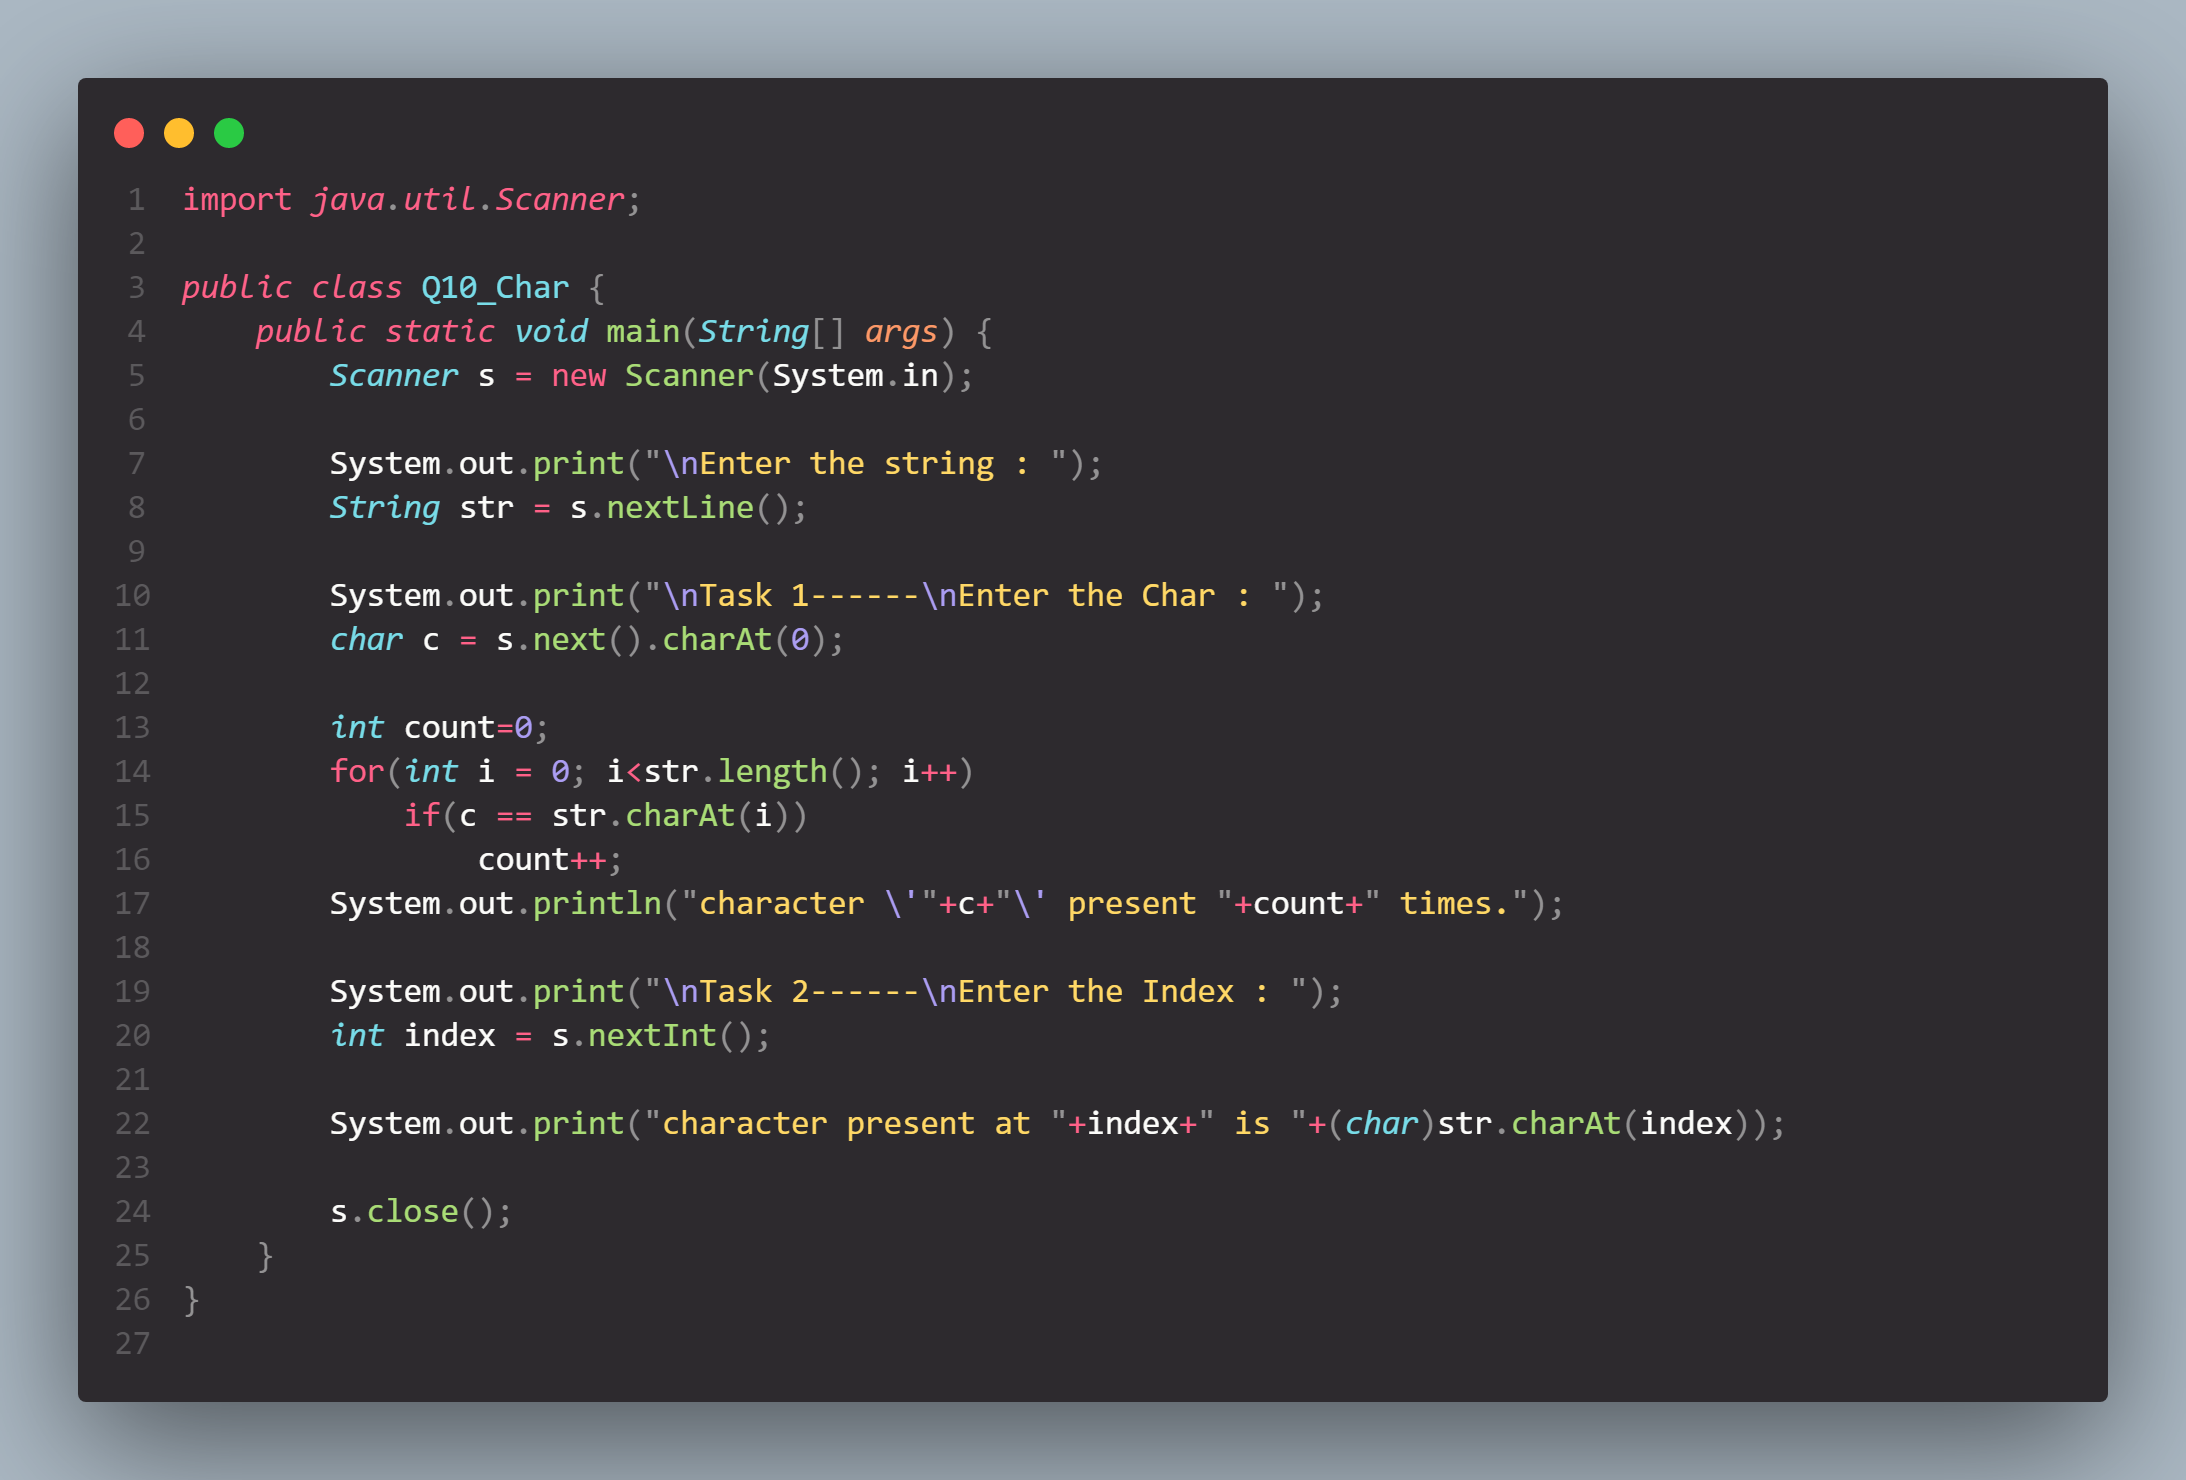 1 import java.util.Scanner;
2
3 public class Q10_Char {
4     public static void main(String[] args) {
5         Scanner s = new Scanner(System.in);
6
7         System.out.print("\nEnter the string : ");
8         String str = s.nextLine();
9
10         System.out.print("\nTask 1------\nEnter the Char : ");
11         char c = s.next().charAt(0);
12
13         int count=0;
14         for(int i = 0; i<str.length(); i++)
15             if(c == str.charAt(i))
16                 count++;
17         System.out.println("character \'"+c+"\' present "+count+" times.");
18
19         System.out.print("\nTask 2------\nEnter the Index : ");
20         int index = s.nextInt();
21
22         System.out.print("character present at "+index+" is "+(char)str.charAt(index));
23
24         s.close();
25     }
26 }
27